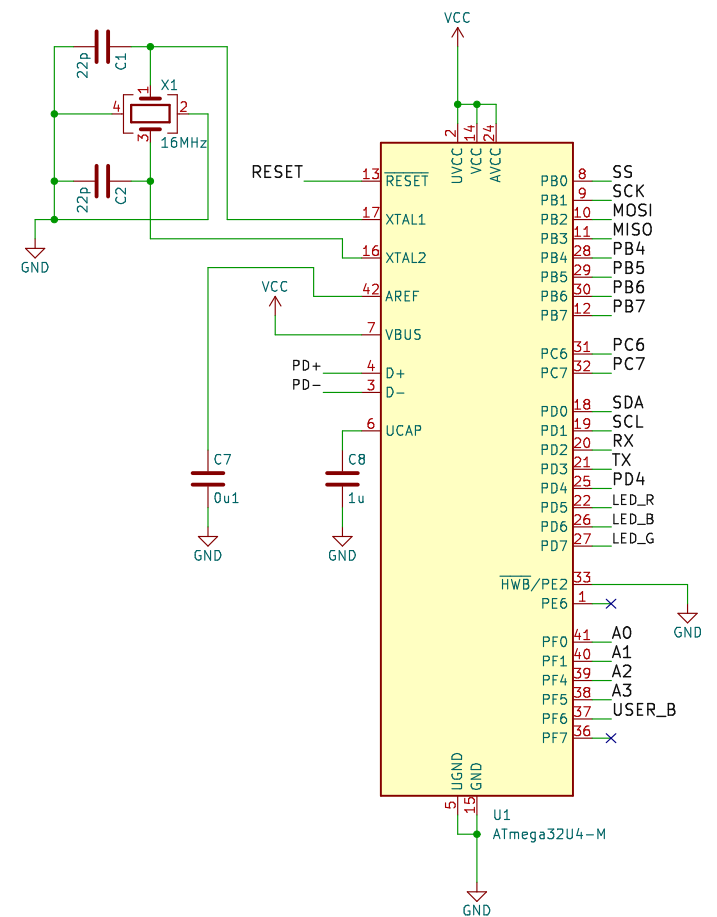 VCC
22p
C1
X1
1
4
2
3
16MHz
22p
C2
GND
2
14
24
UVCC
VCC
AVCC
RESET 13 RESET
17 XTAL1
16 XTAL2
42 AREF
VCC
7 VBUS
PD+ 4 D+
PD- 3 D-
6 UCAP
C7
0u1
GND
C8
1u
GND
PB0 8 SS
PB1 9 SCK
PB2 10 MOSI
PB3 11 MISO
PB4 28 PB4
PB5 29 PB5
PB6 30 PB6
PB7 12 PB7
PC6 31 PC6
PC7 32 PC7
PD0 18 SDA
PD1 19 SCL
PD2 20 RX
PD3 21 TX
PD4 25 PD4
PD5 22 LED_R
PD6 26 LED_B
PD7 27 LED_G
HWB/PE2 33
PE6 1
GND
PF0 41 A0
PF1 40 A1
PF4 39 A2
PF5 38 A3
PF6 37 USER_B
PF7 36
UGND
GND
5
15
U1
ATmega32U4-M
GND